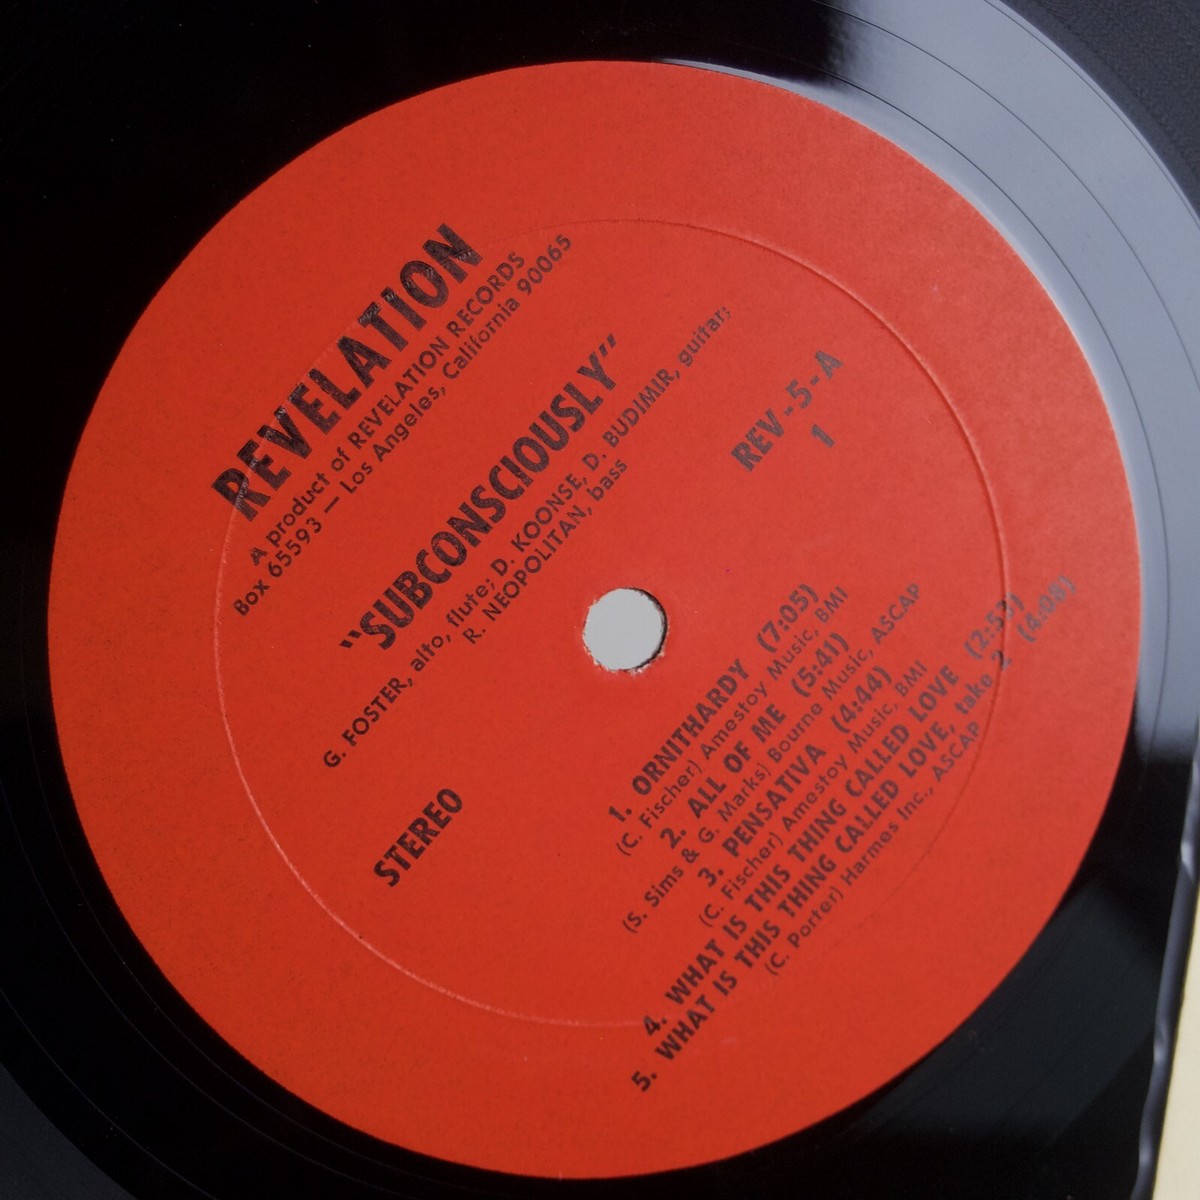 REVELATION
A product of REVELATION RECORDS
Box 65593 — Los Angeles, California 90065
"SUBCONSCIOUSLY"
G. FOSTER, alto, flute; D. KOONSE, D. BUDIMIR, guitar;
R. NEOPOLITAN, bass
REV-5-A
1
STEREO
1. ORNITHARDY (7:05)
(C. Fischer) Amestoy Music, BMI
2. ALL OF ME (5:41)
(S. Sims & G. Marks) Bourne Music, ASCAP
3. PENSATIVA (4:44)
(C. Fischer) Amestoy Music, BMI
4. WHAT IS THIS THING CALLED LOVE (2:53)
5. WHAT IS THIS THING CALLED LOVE, take 2 (4:08)
(C. Porter) Harmes Inc., ASCAP